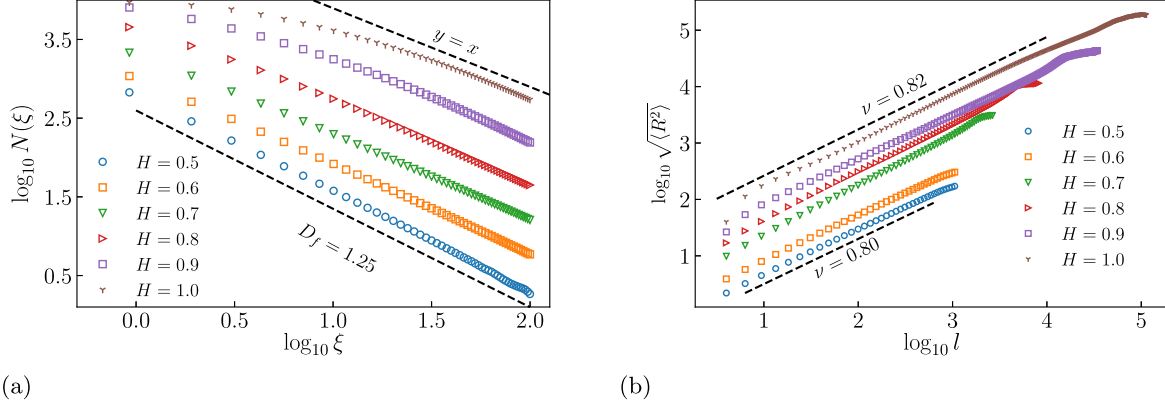 3.5
2.5
1.5
0.5
log₁₀ N(ξ)
y = x
D_f = 1.25
H = 0.5
H = 0.6
H = 0.7
H = 0.8
H = 0.9
H = 1.0
0.0 0.5 1.0 1.5 2.0
log₁₀ ξ
(a)
5
4
3
2
1
log₁₀ √⟨R²⟩
ν = 0.82
ν = 0.80
H = 0.5
H = 0.6
H = 0.7
H = 0.8
H = 0.9
H = 1.0
1 2 3 4 5
log₁₀ l
(b)